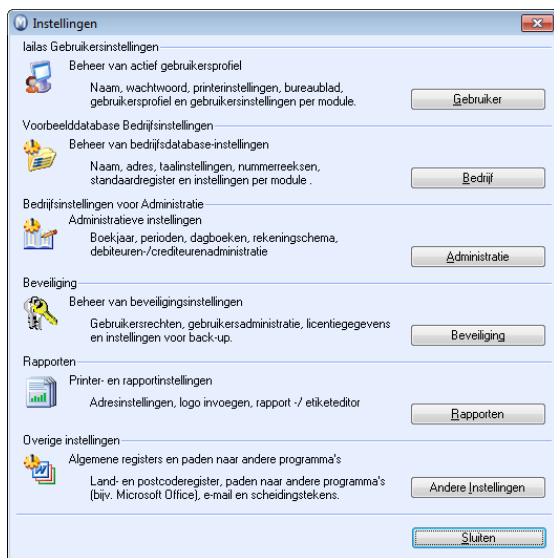 Instellingen
lailas Gebruikersinstellingen
Beheer van actief gebruikersprofiel
Naam, wachtwoord, printerinstellingen, bureaublad,
gebruikersprofiel en gebruikersinstellingen per module.
Gebruiker
Voorbeelddatabase Bedrijfsinstellingen
Beheer van bedrijfsdatabase-instellingen
Naam, adres, taalinstellingen, nummerreeksen,
standaardregister en instellingen per module .
Bedrijf
Bedrijfsinstellingen voor Administratie
Administratieve instellingen
Boekjaar, perioden, dagboeken, rekeningschema,
debiteuren-/crediteurenadministratie
Administratie
Beveiliging
Beheer van beveiligingsinstellingen
Gebruikersrechten, gebruikersadministratie, licentiegegevens
en instellingen voor back-up.
Beveiliging
Rapporten
Printer- en rapportinstellingen
Adresinstellingen, logo invoegen, rapport -/ etiketeditor
Rapporten
Overige instellingen
Algemene registers en paden naar andere programma's
Land- en postcoderegister, paden naar andere programma's
(bijv. Microsoft Office), e-mail en scheidingstekens.
Andere Instellingen
Sluiten